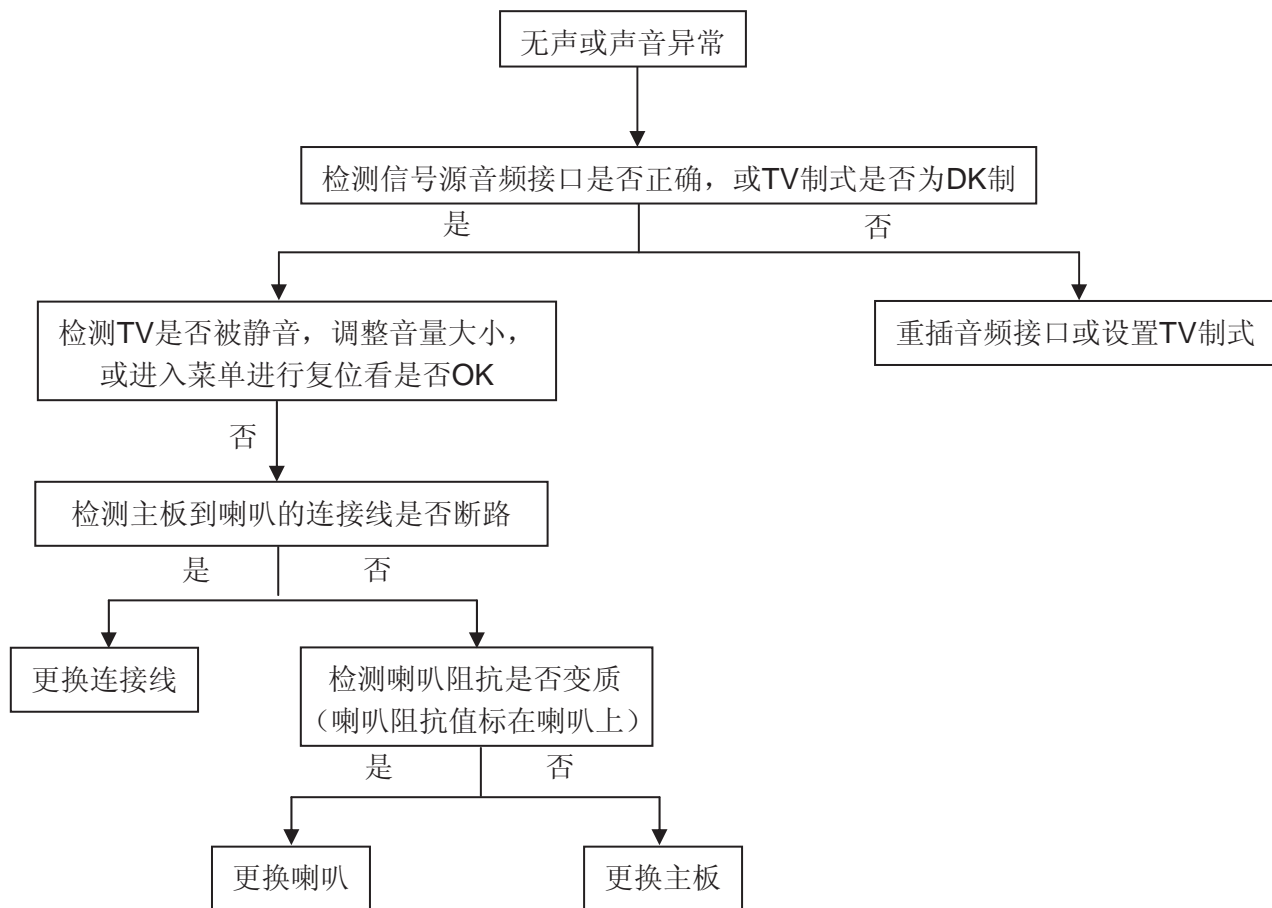 无声或声音异常
检测信号源音频接口是否正确，或TV制式是否为DK制
是
否
检测TV是否被静音，调整音量大小，
或进入菜单进行复位看是否OK
重插音频接口或设置TV制式
否
检测主板到喇叭的连接线是否断路
是
否
更换连接线
检测喇叭阻抗是否变质
（喇叭阻抗值标在喇叭上）
是
否
更换喇叭
更换主板